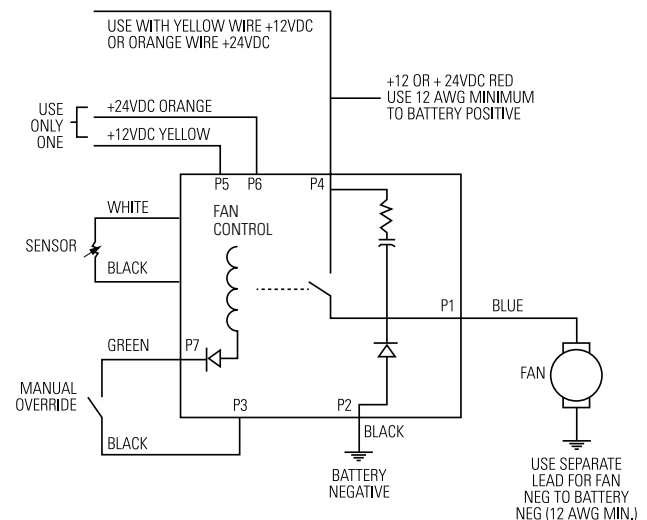 USE WITH YELLOW WIRE +12VDC
OR ORANGE WIRE +24VDC
+12 OR + 24VDC RED
USE 12 AWG MINIMUM
TO BATTERY POSITIVE
USE
ONLY
ONE
+24VDC ORANGE
+12VDC YELLOW
P5
P6
P4
WHITE
FAN
CONTROL
SENSOR
BLACK
P1
BLUE
GREEN
P7
FAN
MANUAL
OVERRIDE
P3
P2
BLACK
BLACK
BATTERY
NEGATIVE
USE SEPARATE
LEAD FOR FAN
NEG TO BATTERY
NEG (12 AWG MIN.)